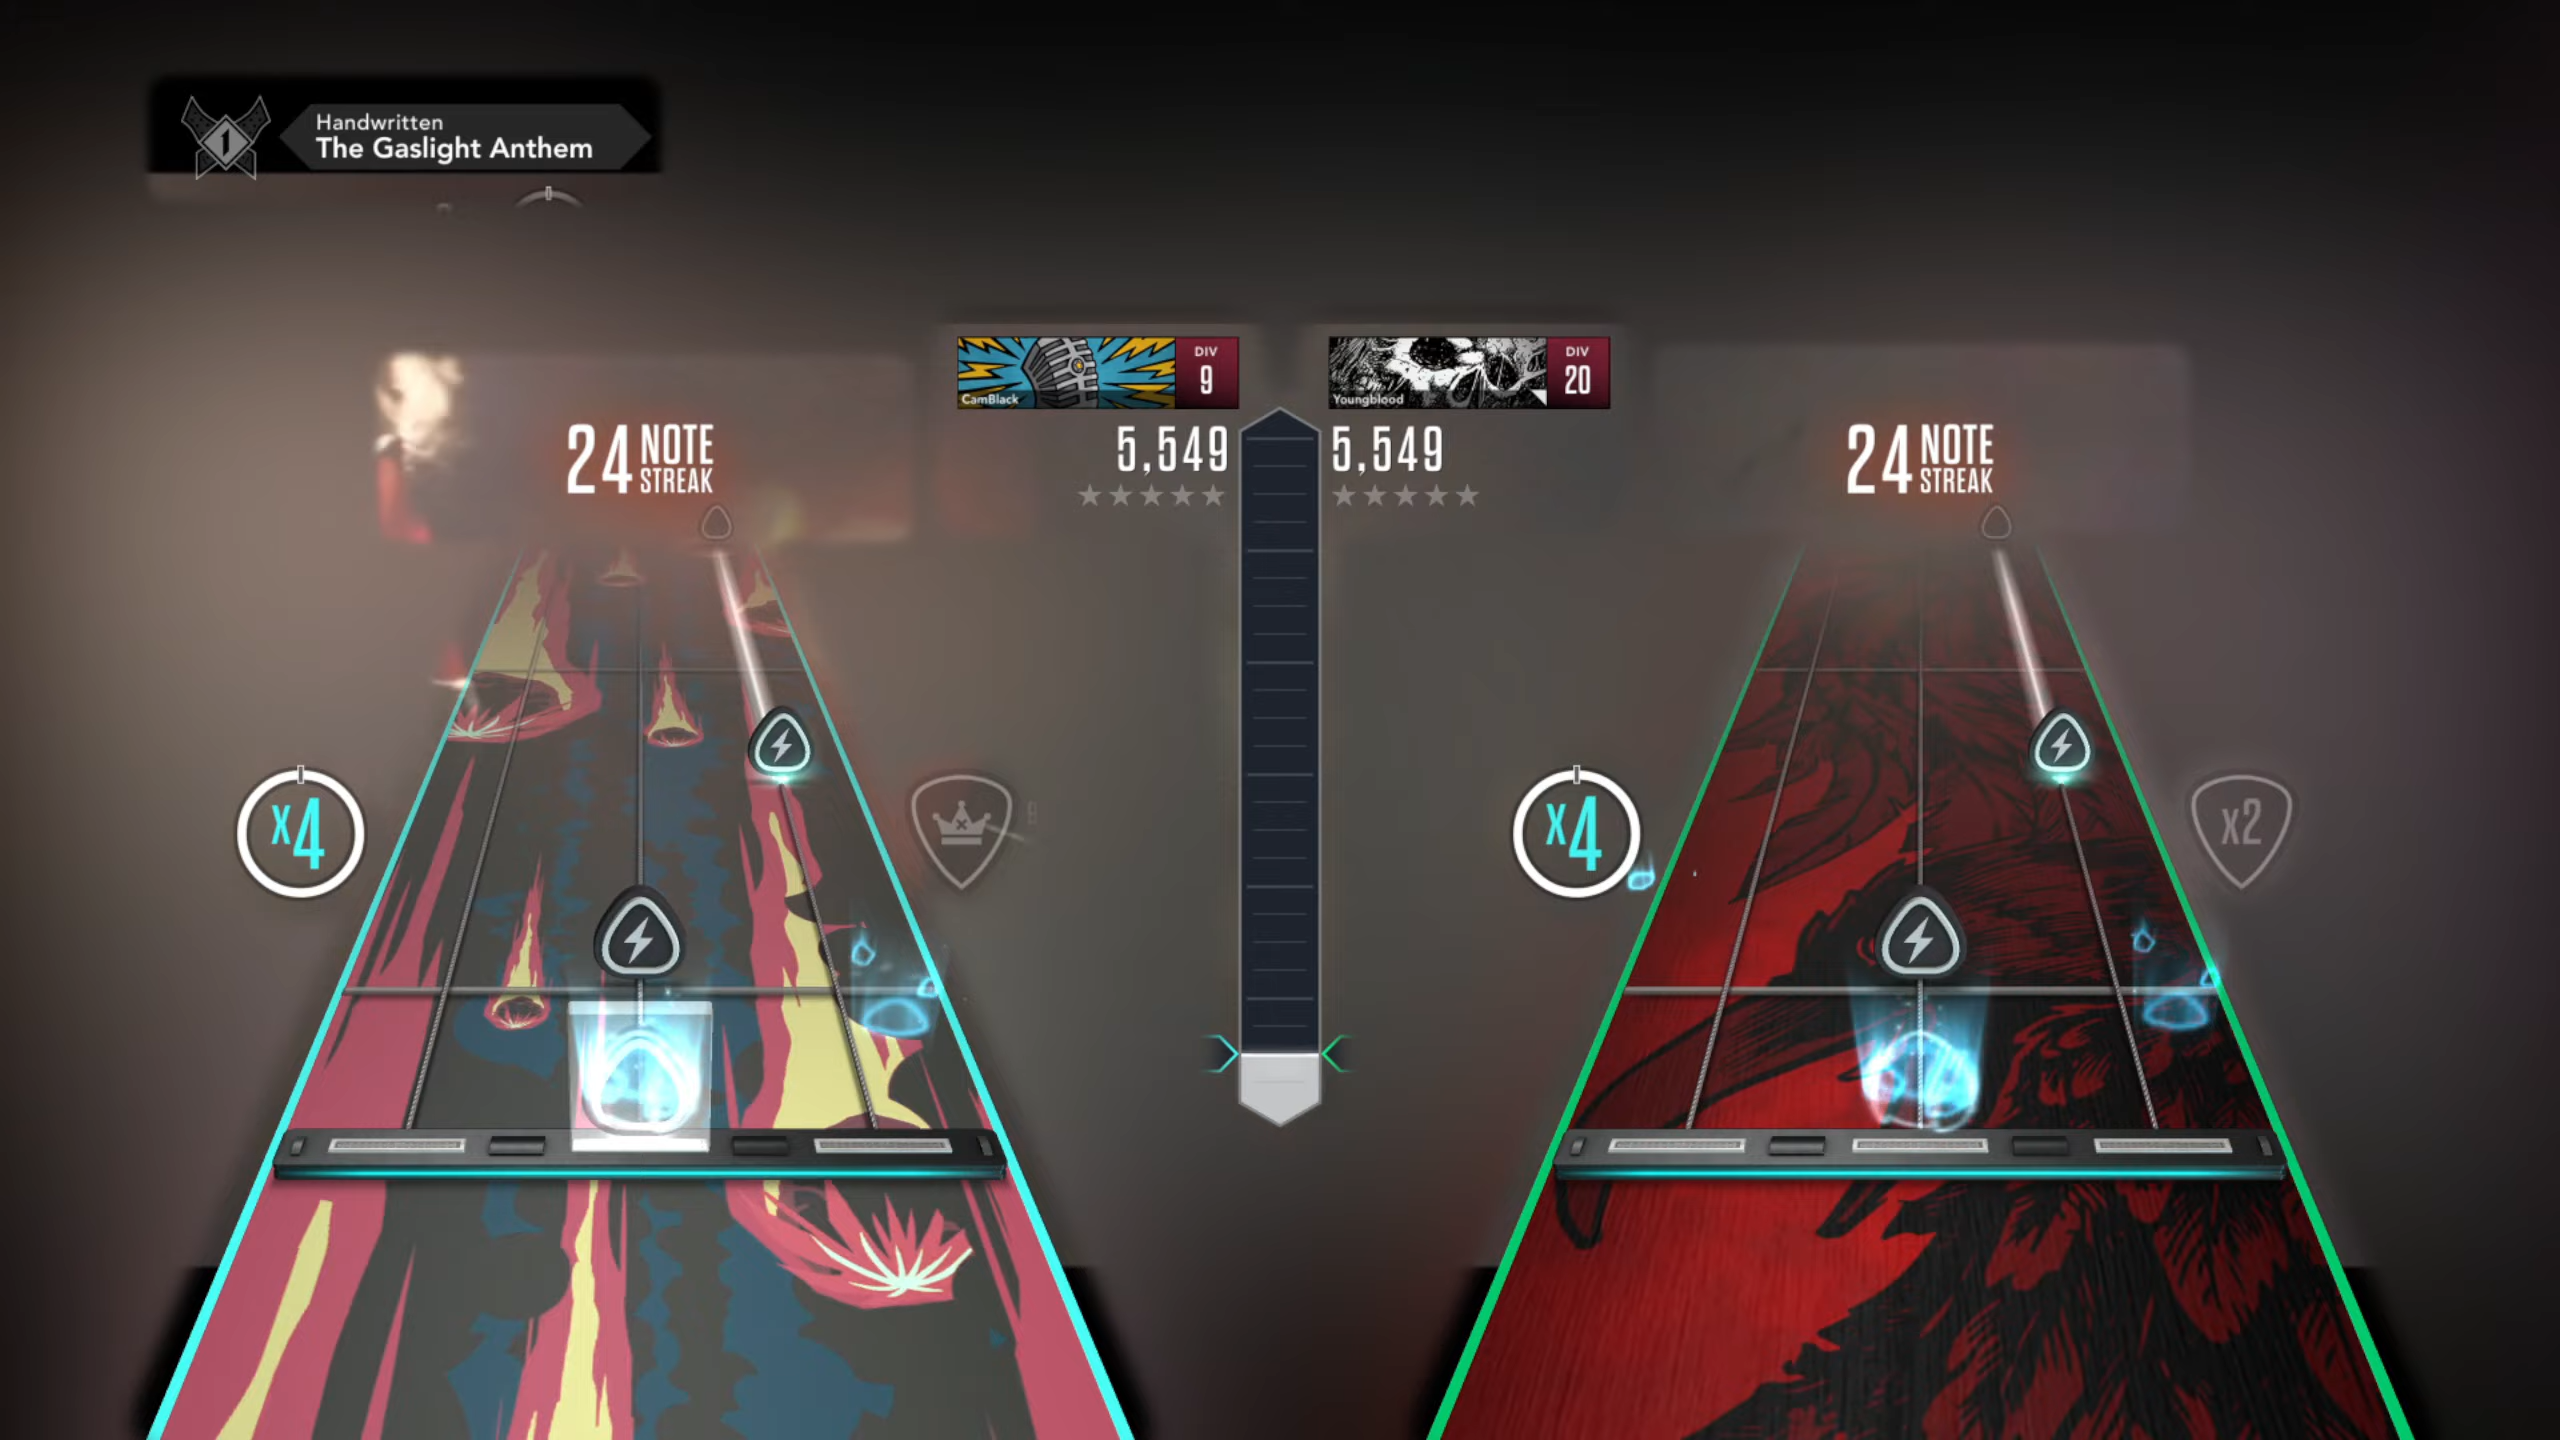 1
Handwritten
The Gaslight Anthem
CamBlack
DIV
9
Youngblood
DIV
20
24 NOTE
STREAK
5,549
5,549
24 NOTE
STREAK
x4
x4
x2